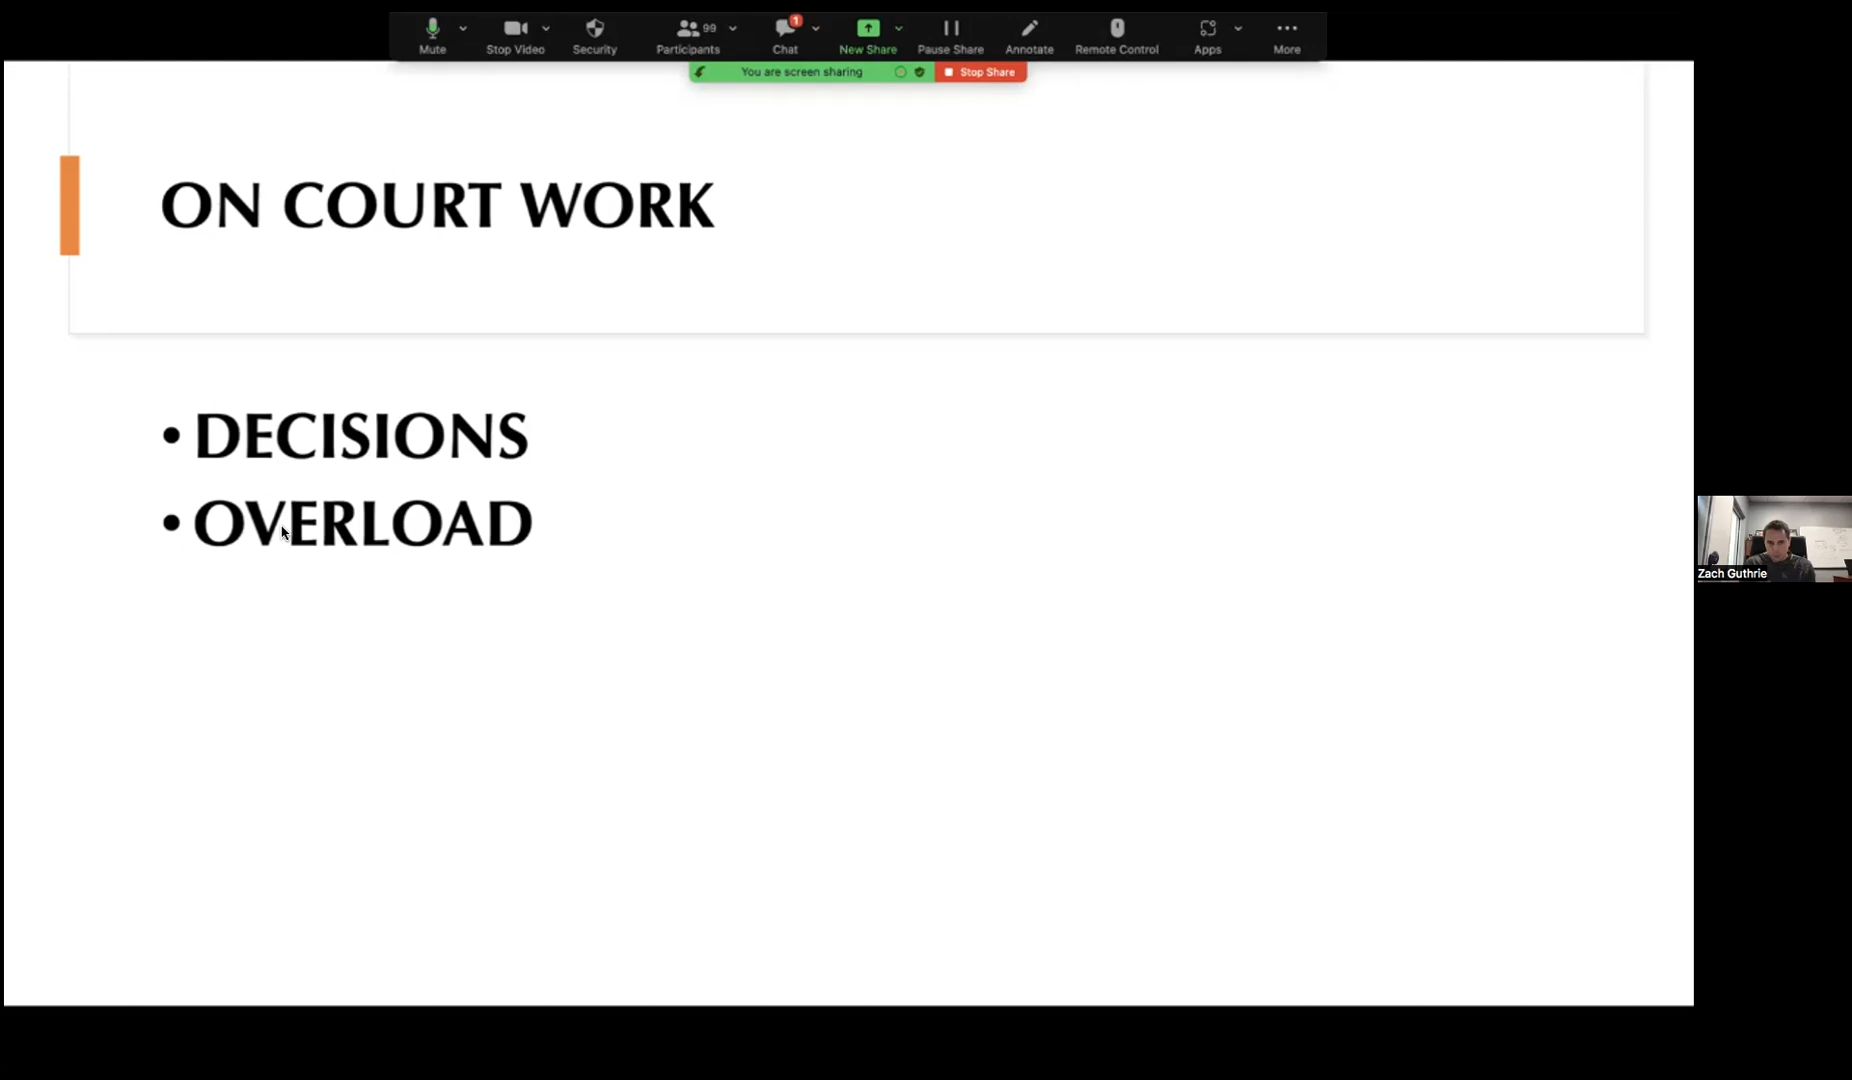 Mute
Stop Video
Security
Participants
99
Chat
1
New Share
Pause Share
Annotate
Remote Control
Apps
More
You are screen sharing
Stop Share
ON COURT WORK
• DECISIONS
• OVERLOAD
Zach Guthrie